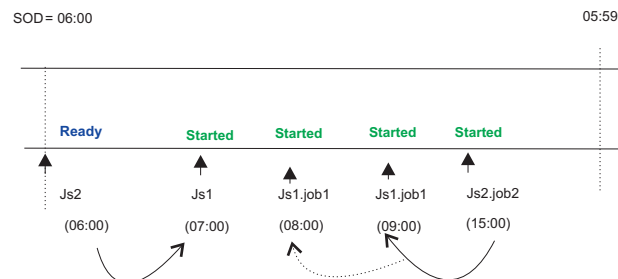 SOD = 06:00 05:59
Ready Started Started Started Started
Js2 Js1 Js1.job1 Js1.job1 Js2.job2
(06:00) (07:00) (08:00) (09:00) (15:00)